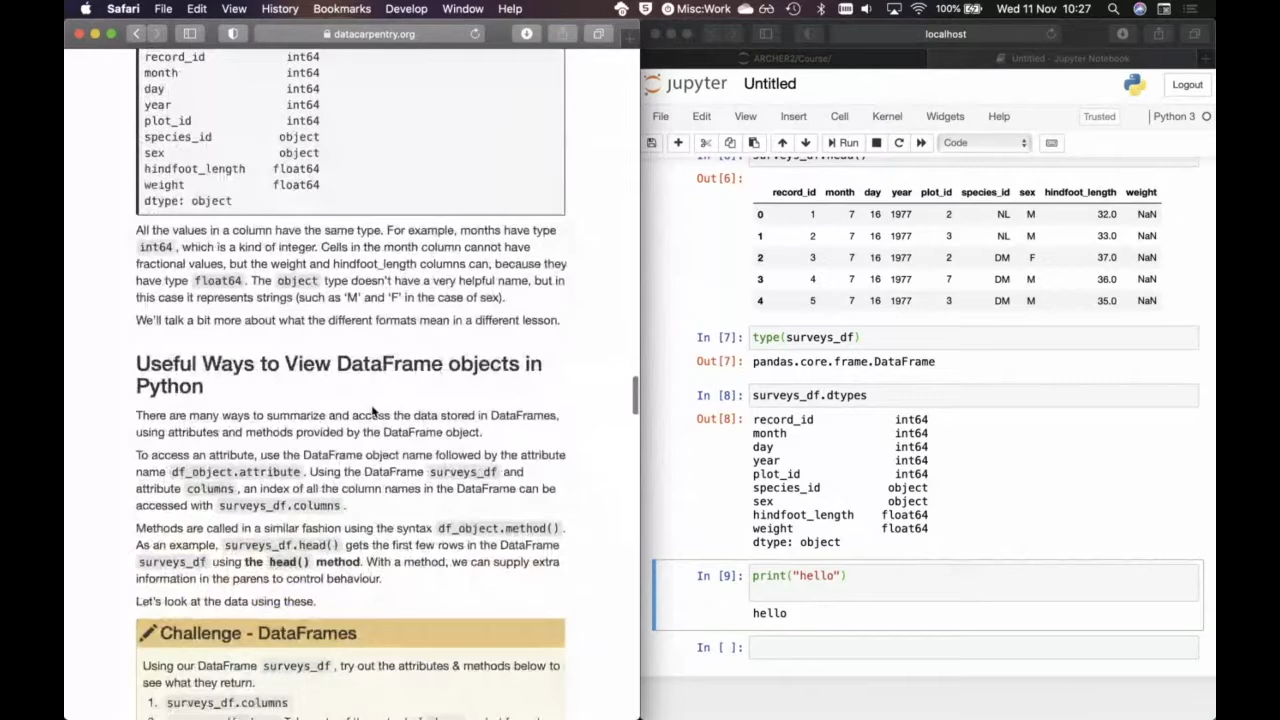 Safari File Edit View History Bookmarks Develop Window Help
5 Misc:Work 100% Wed 11 Nov 10:27
datacarpentry.org
record_id int64
month int64
day int64
year int64
plot_id int64
species_id object
sex object
hindfoot_length float64
weight float64
dtype: object
All the values in a column have the same type. For example, months have type
int64, which is a kind of integer. Cells in the month column cannot have
fractional values, but the weight and hindfoot_length columns can, because they
have type float64. The object type doesn't have a very helpful name, but in
this case it represents strings (such as 'M' and 'F' in the case of sex).
We'll talk a bit more about what the different formats mean in a different lesson.
Useful Ways to View DataFrame objects in
Python
There are many ways to summarize and access the data stored in DataFrames,
using attributes and methods provided by the DataFrame object.
To access an attribute, use the DataFrame object name followed by the attribute
name df_object.attribute. Using the DataFrame surveys_df and
attribute columns, an index of all the column names in the DataFrame can be
accessed with surveys_df.columns.
Methods are called in a similar fashion using the syntax df_object.method().
As an example, surveys_df.head() gets the first few rows in the DataFrame
surveys_df using the head() method. With a method, we can supply extra
information in the parens to control behaviour.
Let's look at the data using these.
Challenge - DataFrames
Using our DataFrame surveys_df, try out the attributes & methods below to
see what they return.
1. surveys_df.columns
localhost
ARCHER2/Course/ Untitled - Jupyter Notebook
jupyter Untitled Logout
File Edit View Insert Cell Kernel Widgets Help Trusted Python 3
Run Code
In [6]: surveys_df.head()
Out[6]:
record_id month day year plot_id species_id sex hindfoot_length weight
0 1 7 16 1977 2 NL M 32.0 NaN
1 2 7 16 1977 3 NL M 33.0 NaN
2 3 7 16 1977 2 DM F 37.0 NaN
3 4 7 16 1977 7 DM M 36.0 NaN
4 5 7 16 1977 3 DM M 35.0 NaN
In [7]: type(surveys_df)
Out[7]: pandas.core.frame.DataFrame
In [8]: surveys_df.dtypes
Out[8]: record_id int64
month int64
day int64
year int64
plot_id int64
species_id object
sex object
hindfoot_length float64
weight float64
dtype: object
In [9]: print("hello")
hello
In [ ]: